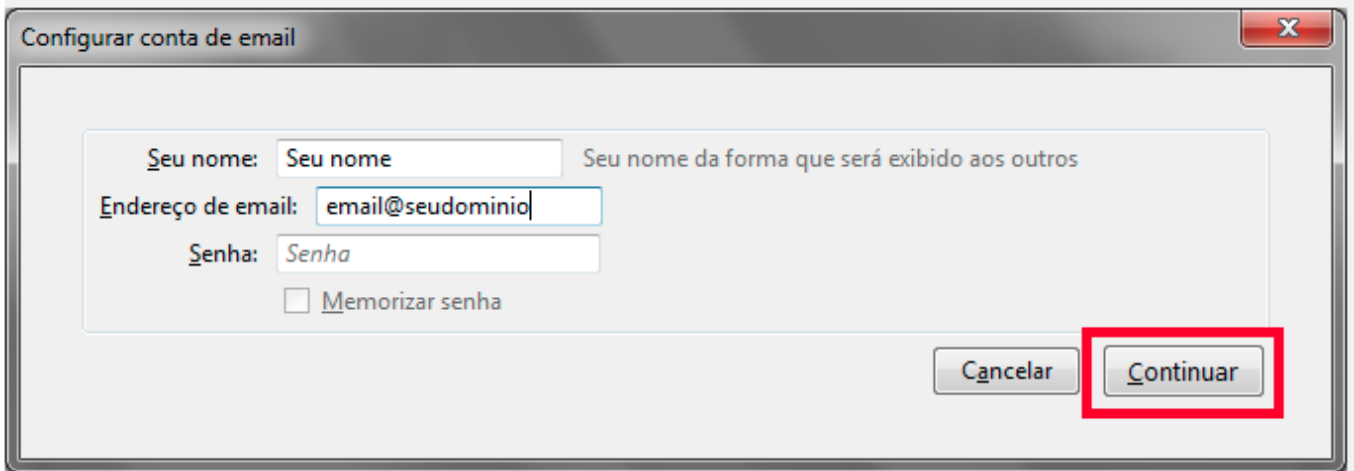 Configurar conta de email
Seu nome: Seu nome Seu nome da forma que será exibido aos outros
Endereço de email: email@seudominio
Senha: Senha
Memorizar senha
Cancelar Continuar